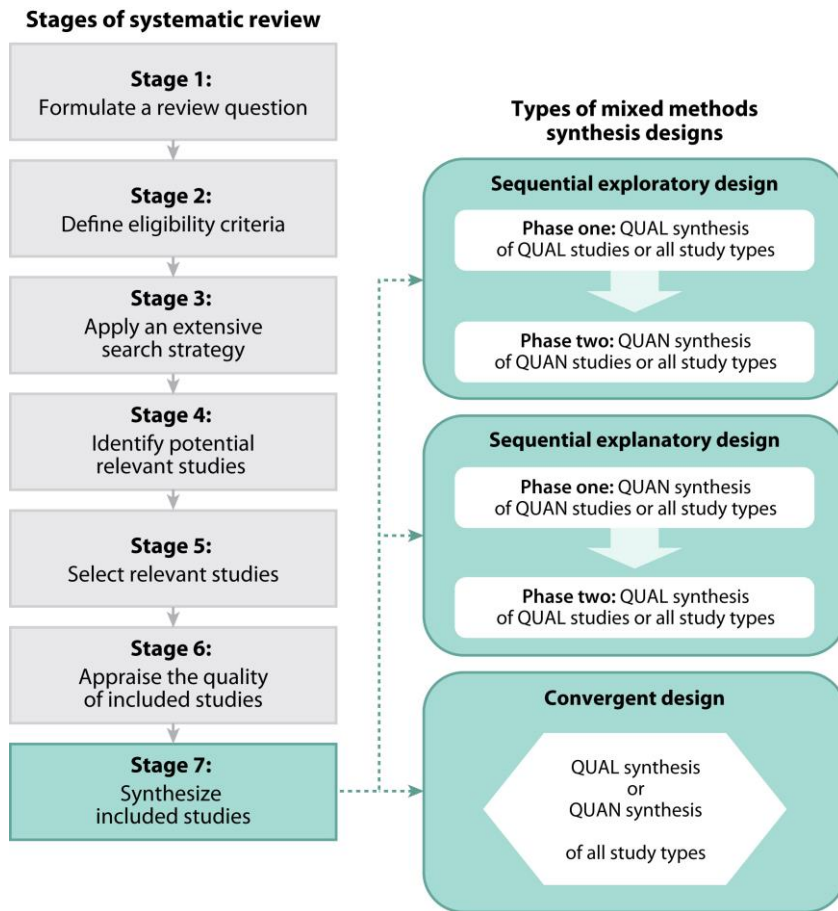 Stages of systematic review
Stage 1:
Formulate a review question
Stage 2:
Define eligibility criteria
Stage 3:
Apply an extensive
search strategy
Stage 4:
Identify potential
relevant studies
Stage 5:
Select relevant studies
Stage 6:
Appraise the quality
of included studies
Stage 7:
Synthesize
included studies
Types of mixed methods
synthesis designs
Sequential exploratory design
Phase one: QUAL synthesis
of QUAL studies or all study types
Phase two: QUAN synthesis
of QUAN studies or all study types
Sequential explanatory design
Phase one: QUAN synthesis
of QUAN studies or all study types
Phase two: QUAL synthesis
of QUAL studies or all study types
Convergent design
QUAL synthesis
or
QUAN synthesis
of all study types